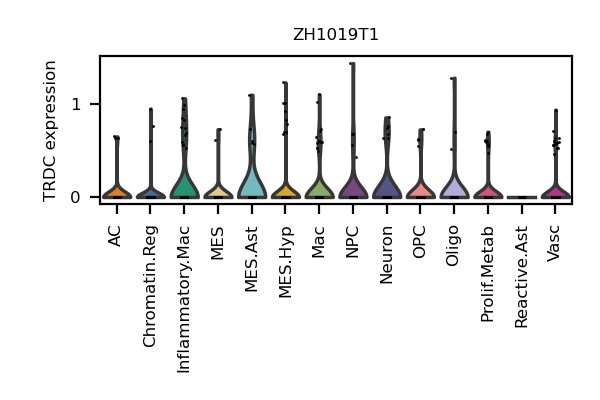 ZH1019T1
TRDC expression
1
0
AC
Chromatin.Reg
Inflammatory.Mac
MES
MES.Ast
MES.Hyp
Mac
NPC
Neuron
OPC
Oligo
Prolif.Metab
Reactive.Ast
Vasc